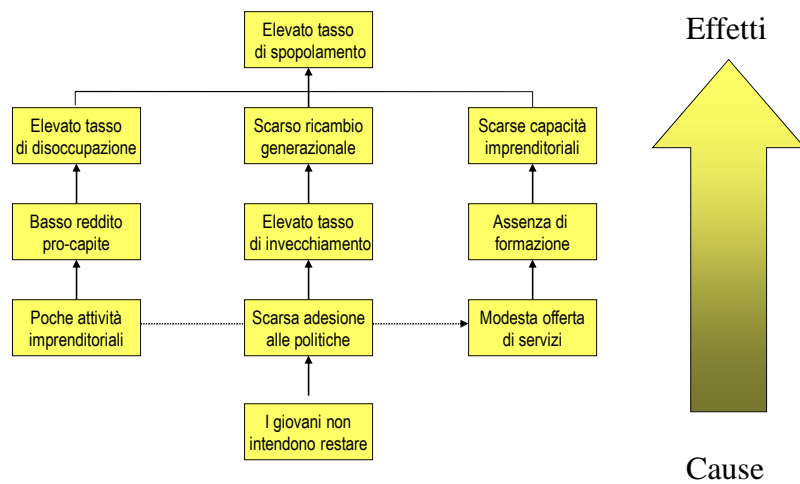 Elevato tasso
di spopolamento
Effetti
Elevato tasso
di disoccupazione
Scarso ricambio
generazionale
Scarse capacità
imprenditoriali
Basso reddito
pro-capite
Elevato tasso
di invecchiamento
Assenza di
formazione
Poche attività
imprenditoriali
Scarsa adesione
alle politiche
Modesta offerta
di servizi
I giovani non
intendono restare
Cause